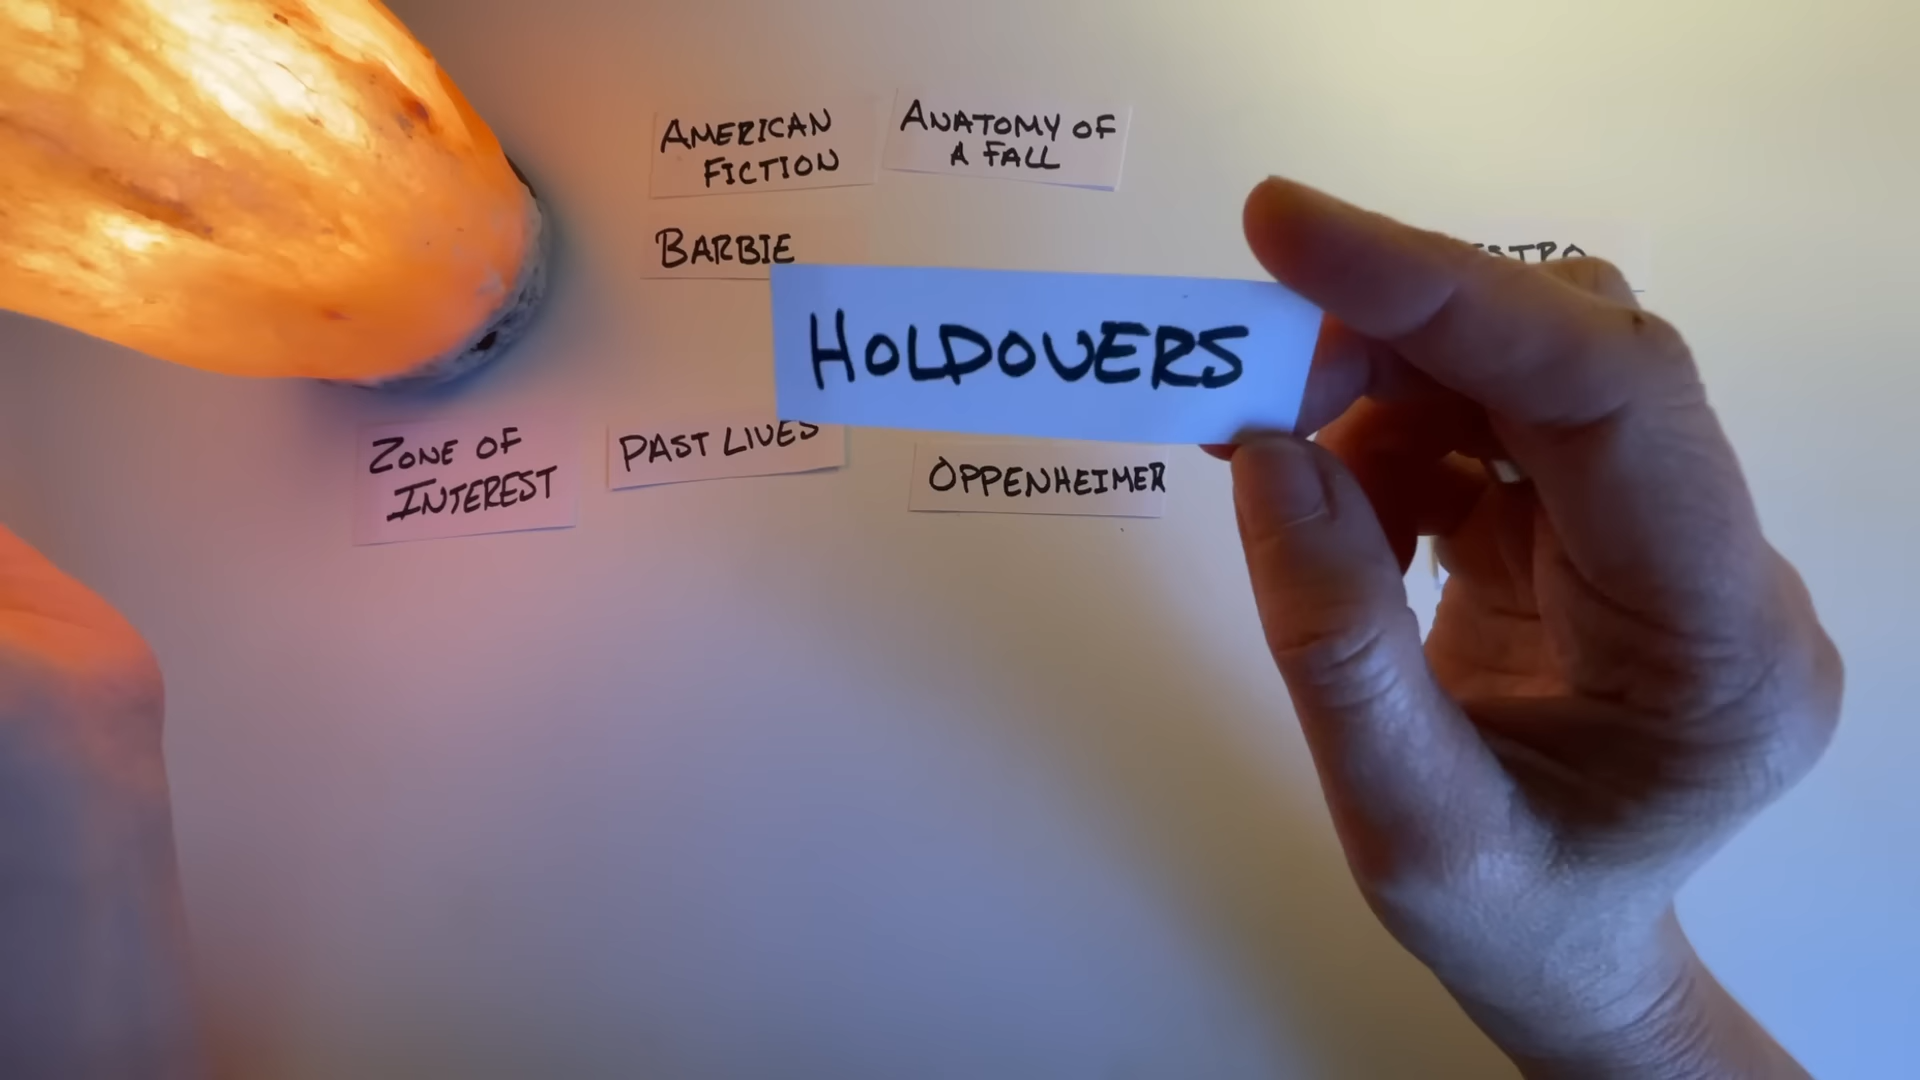 AMERICAN
FICTION
ANATOMY OF
A FALL
BARBIE
HOLDOVERS
ZONE OF
INTEREST
PAST LIVES
OPPENHEIMER